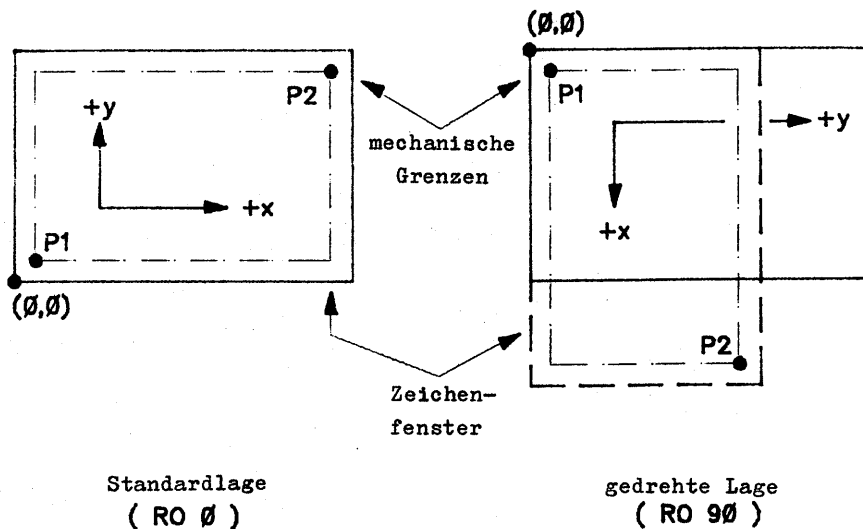 (Ø,Ø)
P2
+y
+x
P1
(Ø,Ø)
mechanische
Grenzen
P1
+y
+x
P2
Zeichen-
fenster
Standardlage
( RO Ø )
gedrehte Lage
( RO 9Ø )